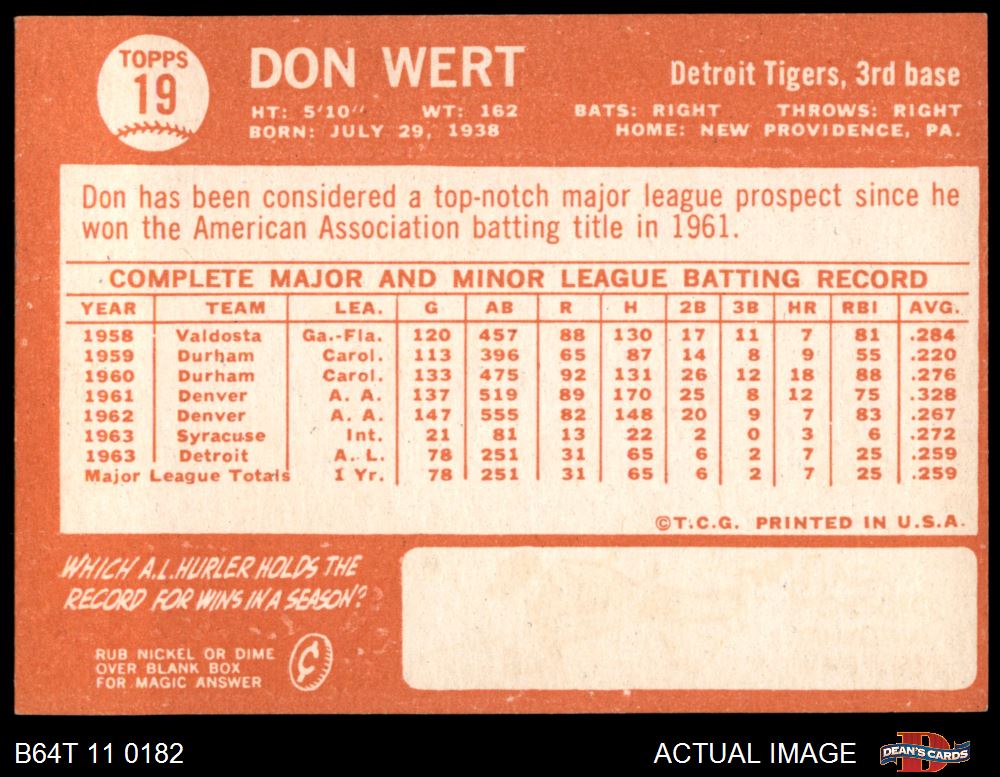 TOPPS
19
DON WERT
Detroit Tigers, 3rd base
HT: 5'10" WT: 162 BATS: RIGHT THROWS: RIGHT
BORN: JULY 29, 1938 HOME: NEW PROVIDENCE, PA.
Don has been considered a top-notch major league prospect since he
won the American Association batting title in 1961.
COMPLETE MAJOR AND MINOR LEAGUE BATTING RECORD
YEAR TEAM LEA. G AB R H 2B 3B HR RBI AVG.
1958 Valdosta Ga.-Fla. 120 457 88 130 17 11 7 81 .284
1959 Durham Carol. 113 396 65 87 14 8 9 55 .220
1960 Durham Carol. 133 475 92 131 26 12 18 88 .276
1961 Denver A. A. 137 519 89 170 25 8 12 75 .328
1962 Denver A. A. 147 555 82 148 20 9 7 83 .267
1963 Syracuse Int. 21 81 13 22 2 0 3 6 .272
1963 Detroit A. L. 78 251 31 65 6 2 7 25 .259
Major League Totals 1 Yr. 78 251 31 65 6 2 7 25 .259
©T.C.G. PRINTED IN U.S.A.
WHICH A.L. HURLER HOLDS THE
RECORD FOR WINS IN A SEASON?
RUB NICKEL OR DIME
OVER BLANK BOX
FOR MAGIC ANSWER
¢
B64T 11 0182 ACTUAL IMAGE DEAN'S CARDS